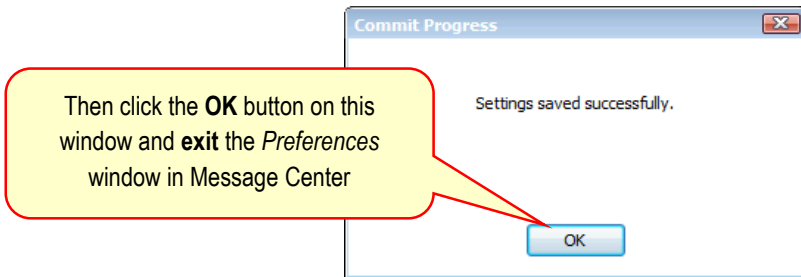 Commit Progress
Then click the OK button on this
window and exit the Preferences
window in Message Center
Settings saved successfully.
OK